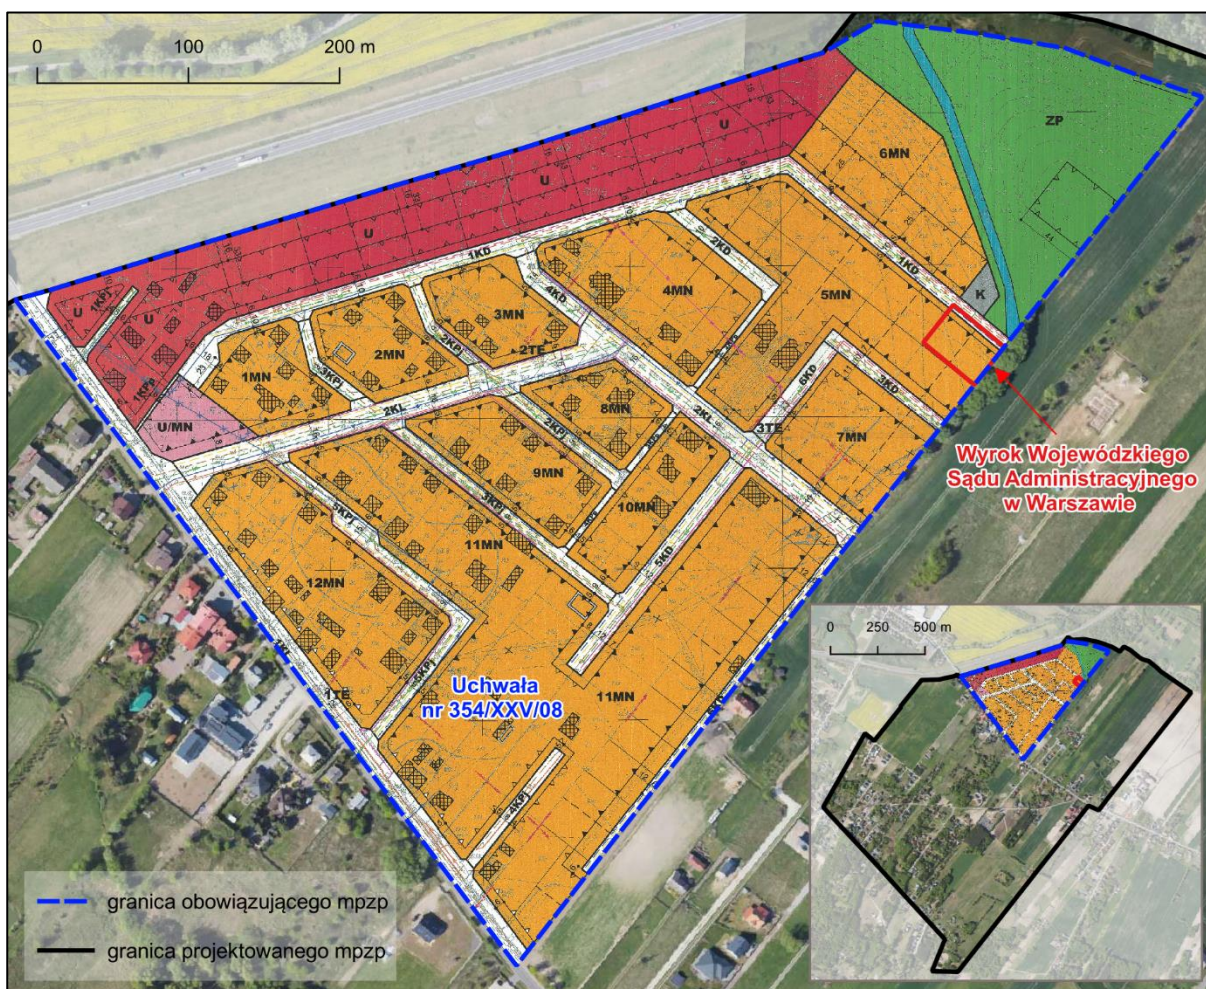 0 100 200 m
ZP
U
6MN
U
U
1KD
2KD
1KD
4KD
4MN
5MN
K
U
1KPj
U
3MN
2KPj
2TE
2MN
3KPj
1MN
6KD
3KD
U/MN
2KL
8MN
2KL
3TE
7MN
2KPj
9MN
10MN
3KPj
5KD
5KPj
11MN
12MN
5KPj
1TE
11MN
4KPj
Wyrok Wojewódzkiego
Sądu Administracyjnego
w Warszawie
Uchwała
nr 354/XXV/08
0 250 500 m
granica obowiązującego mpzp
granica projektowanego mpzp